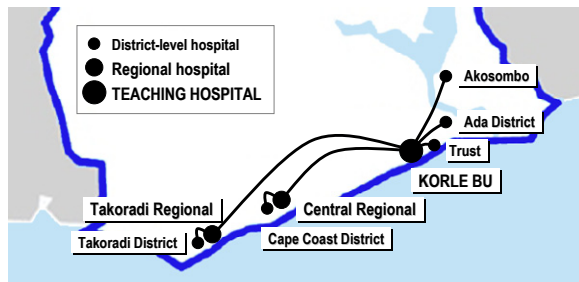 District-level hospital
Regional hospital
TEACHING HOSPITAL
Akosombo
Ada District
Trust
KORLE BU
Takoradi Regional
Central Regional
Takoradi District
Cape Coast District